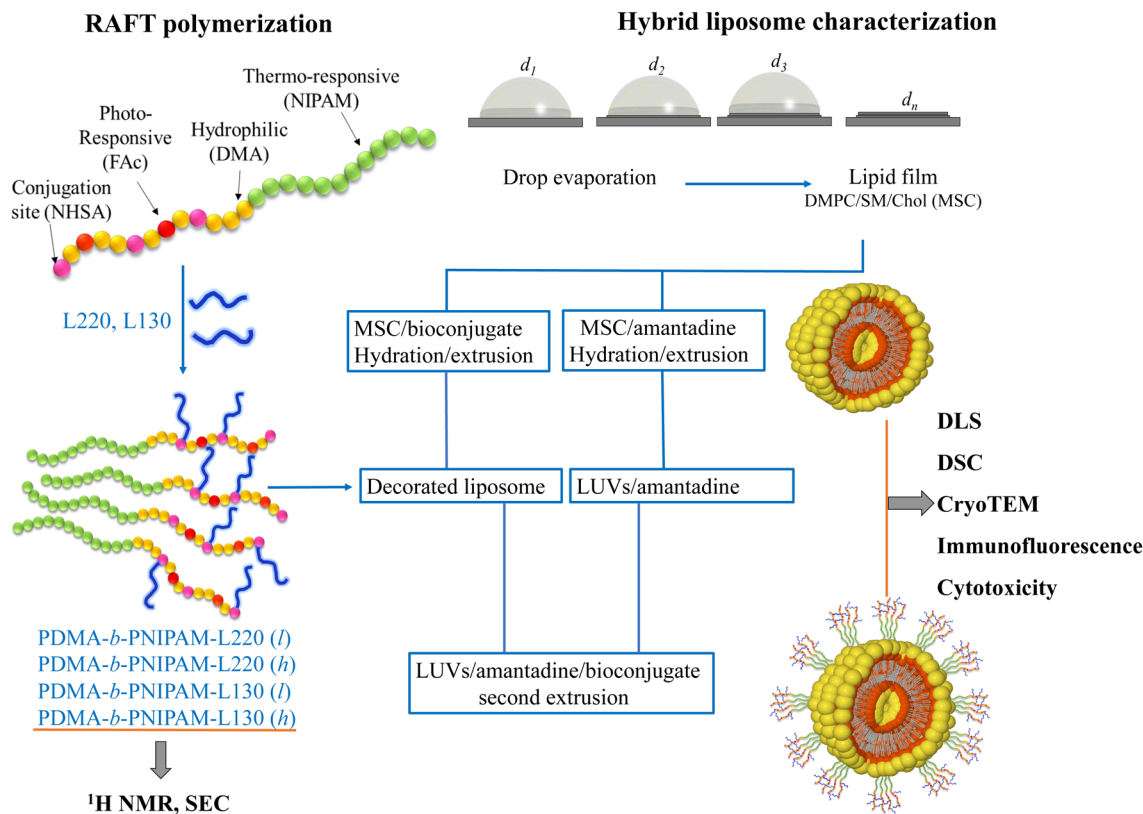 RAFT polymerization
Thermo-responsive
(NIPAM)
Photo-
Responsive
(FAc)
Hydrophilic
(DMA)
Conjugation
site (NHSA)
L220, L130
PDMA-b-PNIPAM-L220 (l)
PDMA-b-PNIPAM-L220 (h)
PDMA-b-PNIPAM-L130 (l)
PDMA-b-PNIPAM-L130 (h)
¹H NMR, SEC
Hybrid liposome characterization
d₁
d₂
d₃
dₙ
Drop evaporation
Lipid film
DMPC/SM/Chol (MSC)
MSC/bioconjugate
Hydration/extrusion
MSC/amantadine
Hydration/extrusion
Decorated liposome
LUVs/amantadine
LUVs/amantadine/bioconjugate
second extrusion
DLS
DSC
CryoTEM
Immunofluorescence
Cytotoxicity